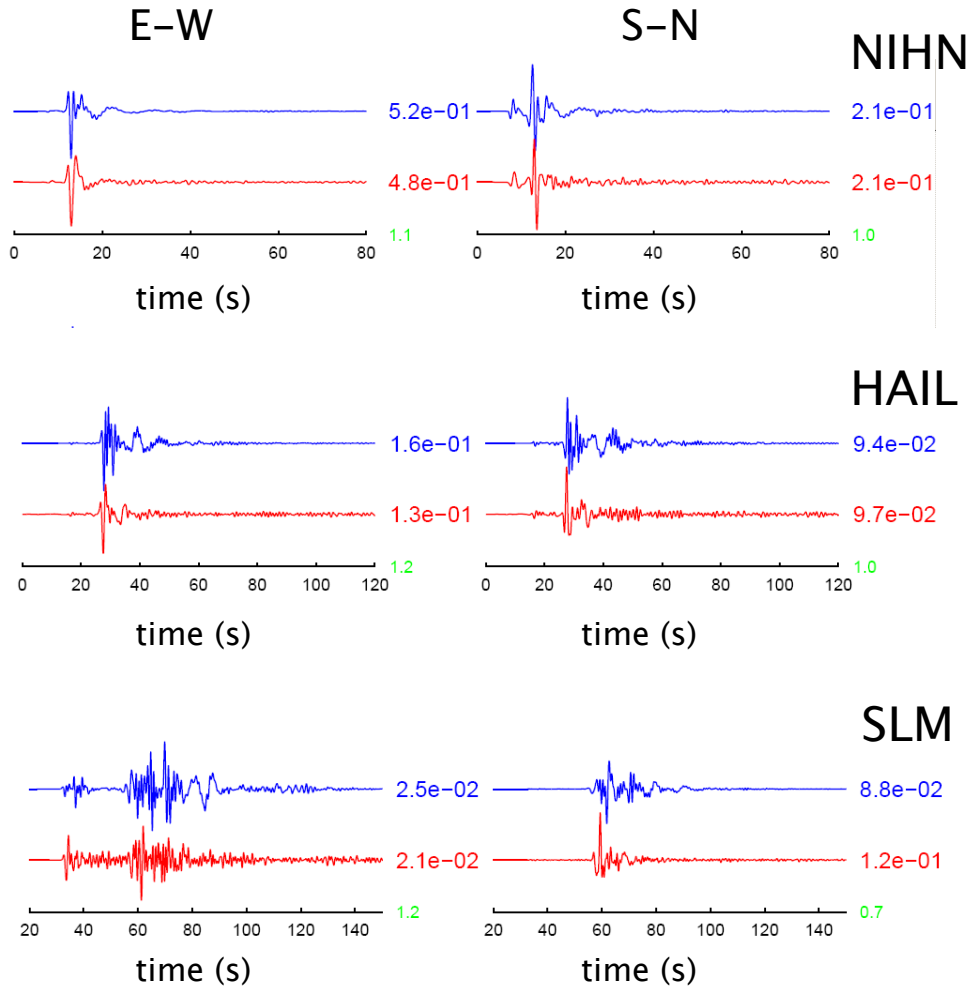 E–W S–N
NIHN
5.2e−01 2.1e−01
4.8e−01 2.1e−01
1.1 1.0
0 20 40 60 80 0 20 40 60 80
time (s) time (s)
HAIL
1.6e−01 9.4e−02
1.3e−01 9.7e−02
1.2 1.0
0 20 40 60 80 100 120 0 20 40 60 80 100 120
time (s) time (s)
SLM
2.5e−02 8.8e−02
2.1e−02 1.2e−01
1.2 0.7
20 40 60 80 100 120 140 20 40 60 80 100 120 140
time (s) time (s)